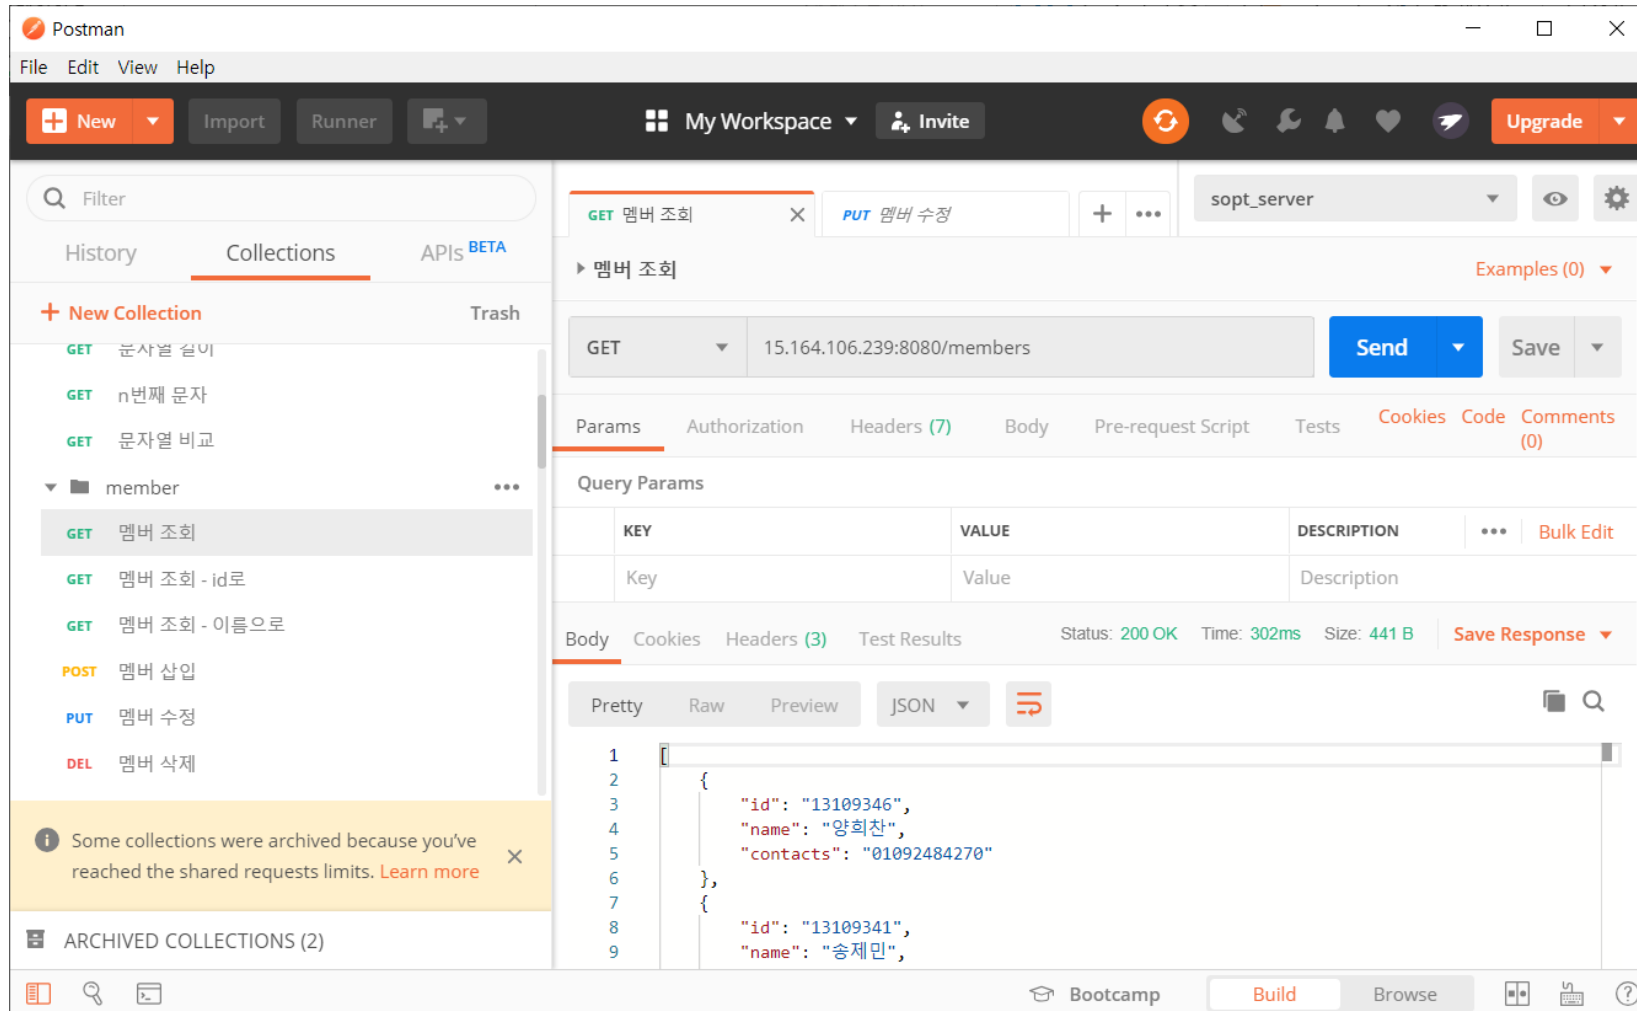 Postman
File Edit View Help
New Import Runner My Workspace Invite Upgrade
Filter
History Collections APIs BETA
New Collection Trash
GET 문자열 길이
GET n번째 문자
GET 문자열 비교
member
GET 멤버 조회
GET 멤버 조회 - id로
GET 멤버 조회 - 이름으로
POST 멤버 삽입
PUT 멤버 수정
DEL 멤버 삭제
Some collections were archived because you've
reached the shared requests limits. Learn more
ARCHIVED COLLECTIONS (2)
GET 멤버 조회 PUT 멤버 수정 sopt_server
멤버 조회 Examples (0)
GET 15.164.106.239:8080/members Send Save
Params Authorization Headers (7) Body Pre-request Script Tests Cookies Code Comments
(0)
Query Params
KEY VALUE DESCRIPTION Bulk Edit
Key Value Description
Body Cookies Headers (3) Test Results Status: 200 OK Time: 302ms Size: 441 B Save Response
Pretty Raw Preview JSON
1 [
2 {
3 "id": "13109346",
4 "name": "양희찬",
5 "contacts": "01092484270"
6 },
7 {
8 "id": "13109341",
9 "name": "송제민",
Bootcamp Build Browse